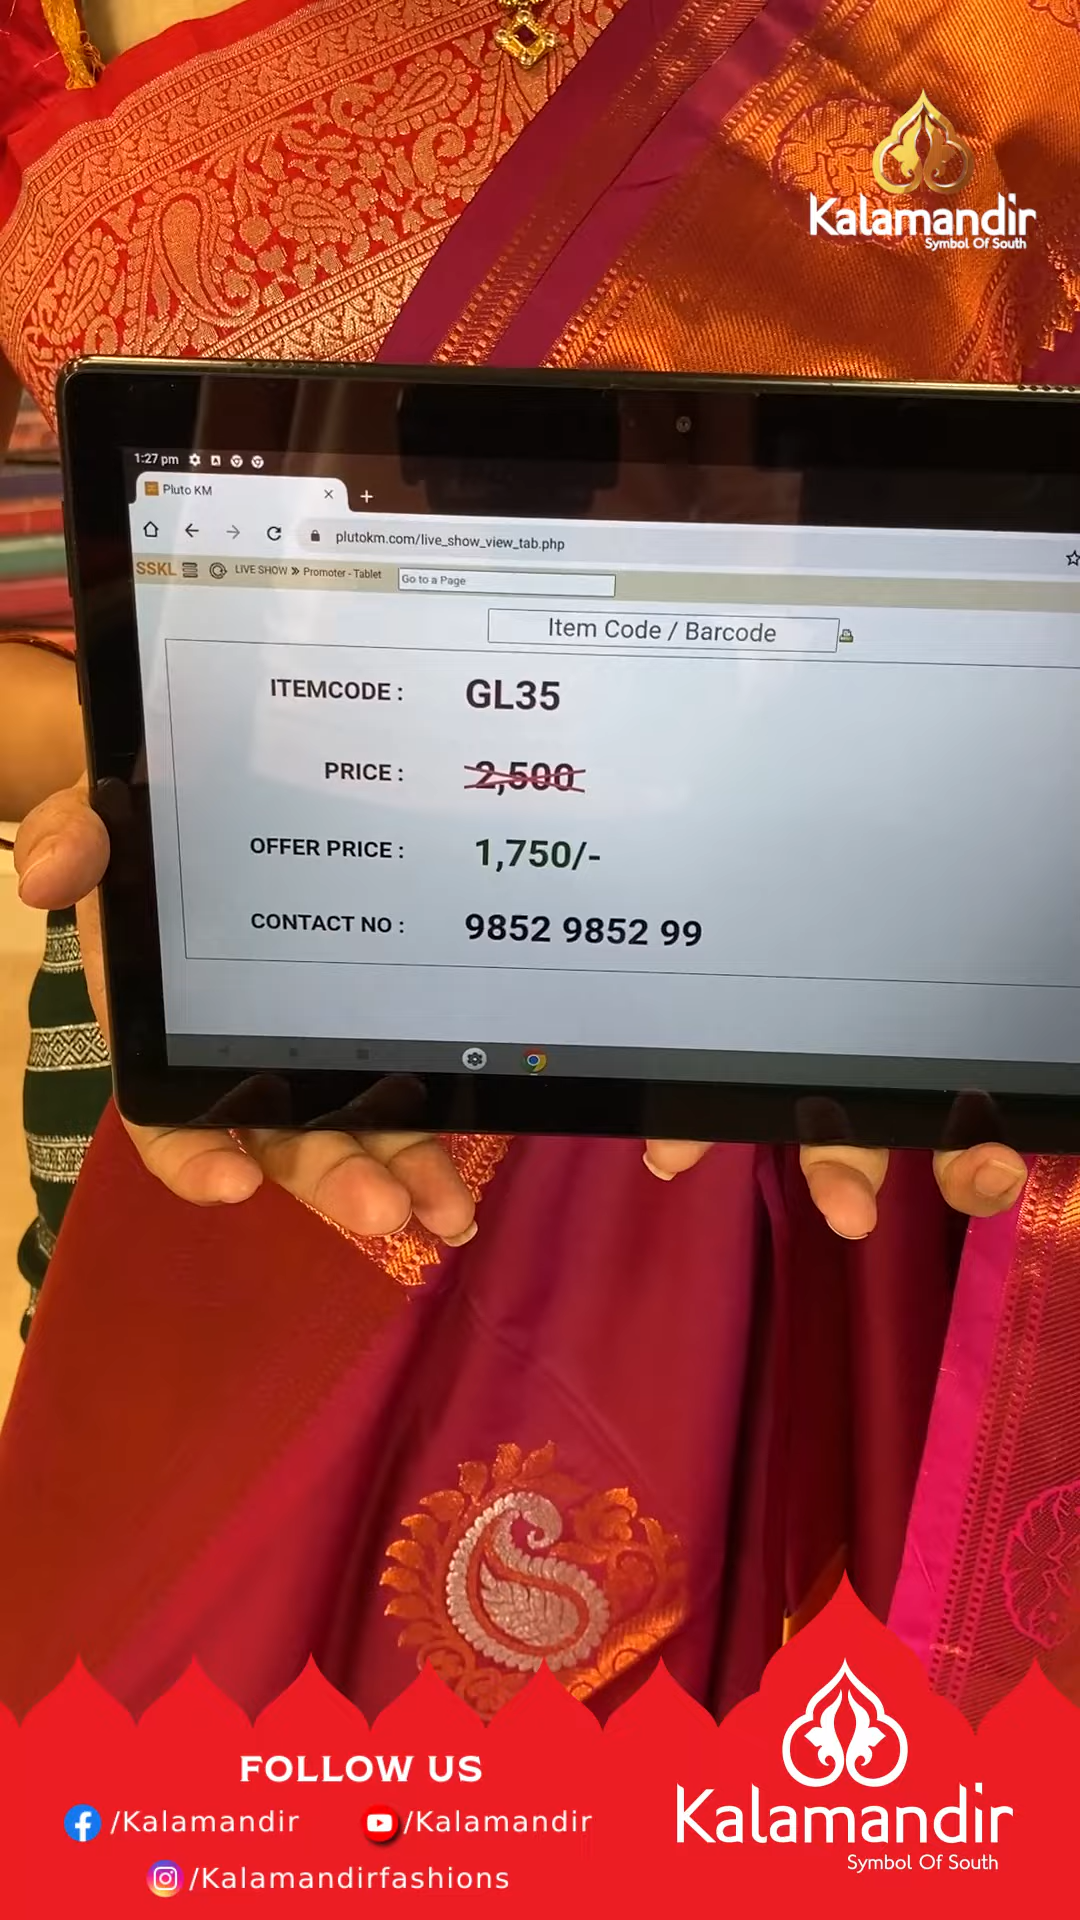 Kalamandir
Symbol Of South
1:27 pm
Pluto KM
plutokm.com/live_show_view_tab.php
SSKL LIVE SHOW » Promoter - Tablet Go to a Page
Item Code / Barcode
ITEMCODE : GL35
PRICE : 2,500
OFFER PRICE : 1,750/-
CONTACT NO : 9852 9852 99
FOLLOW US
/Kalamandir /Kalamandir
/Kalamandirfashions
Kalamandir
Symbol Of South